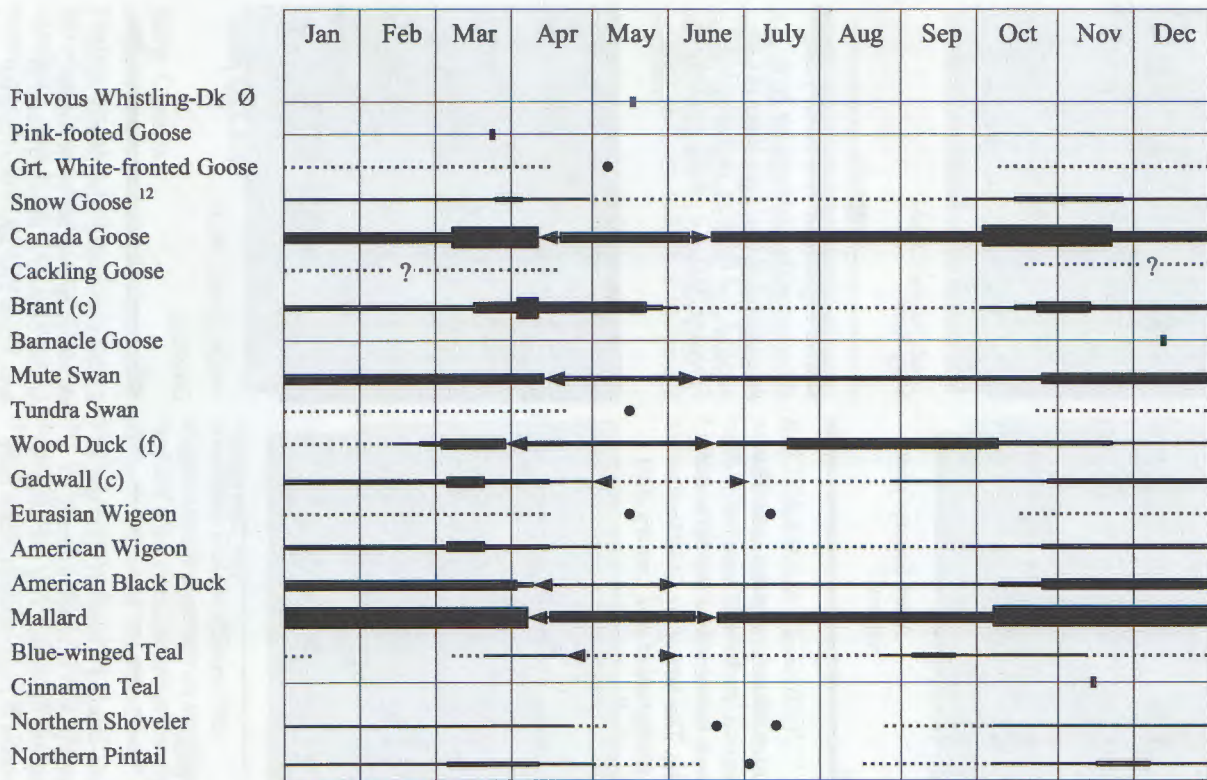 Jan Feb Mar Apr May June July Aug Sep Oct Nov Dec
Fulvous Whistling-Dk Ø
Pink-footed Goose
Grt. White-fronted Goose
Snow Goose ¹²
Canada Goose
Cackling Goose ? ?
Brant (c)
Barnacle Goose
Mute Swan
Tundra Swan
Wood Duck (f)
Gadwall (c)
Eurasian Wigeon
American Wigeon
American Black Duck
Mallard
Blue-winged Teal
Cinnamon Teal
Northern Shoveler
Northern Pintail